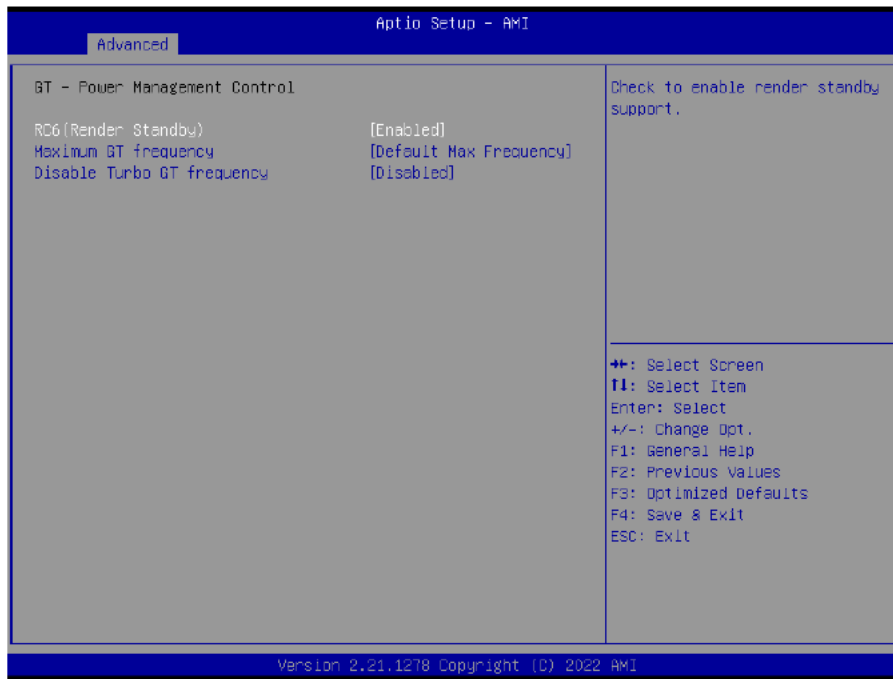 Aptio Setup - AMI
Advanced
GT - Power Management Control
RC6(Render Standby) [Enabled]
Maximum GT frequency [Default Max Frequency]
Disable Turbo GT frequency [Disabled]
Check to enable render standby
support.
→←: Select Screen
↑↓: Select Item
Enter: Select
+/-: Change Opt.
F1: General Help
F2: Previous Values
F3: Optimized Defaults
F4: Save & Exit
ESC: Exit
Version 2.21.1278 Copyright (C) 2022 AMI